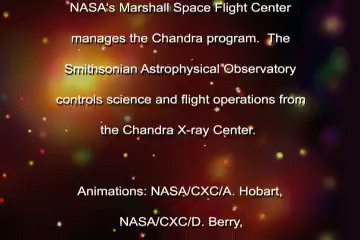 NASA's Marshall Space Flight Center
manages the Chandra program. The
Smithsonian Astrophysical Observatory
controls science and flight operations from
the Chandra X-ray Center.
Animations: NASA/CXC/A. Hobart,
NASA/CXC/D. Berry,